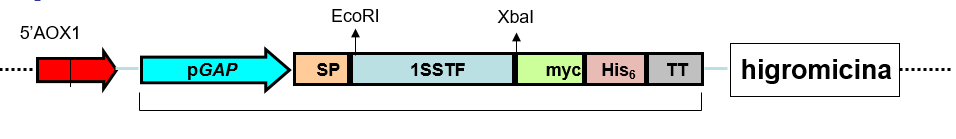 EcoRI
XbaI
5'AOX1
pGAP
SP
1SSTF
myc
His6
TT
higromicina